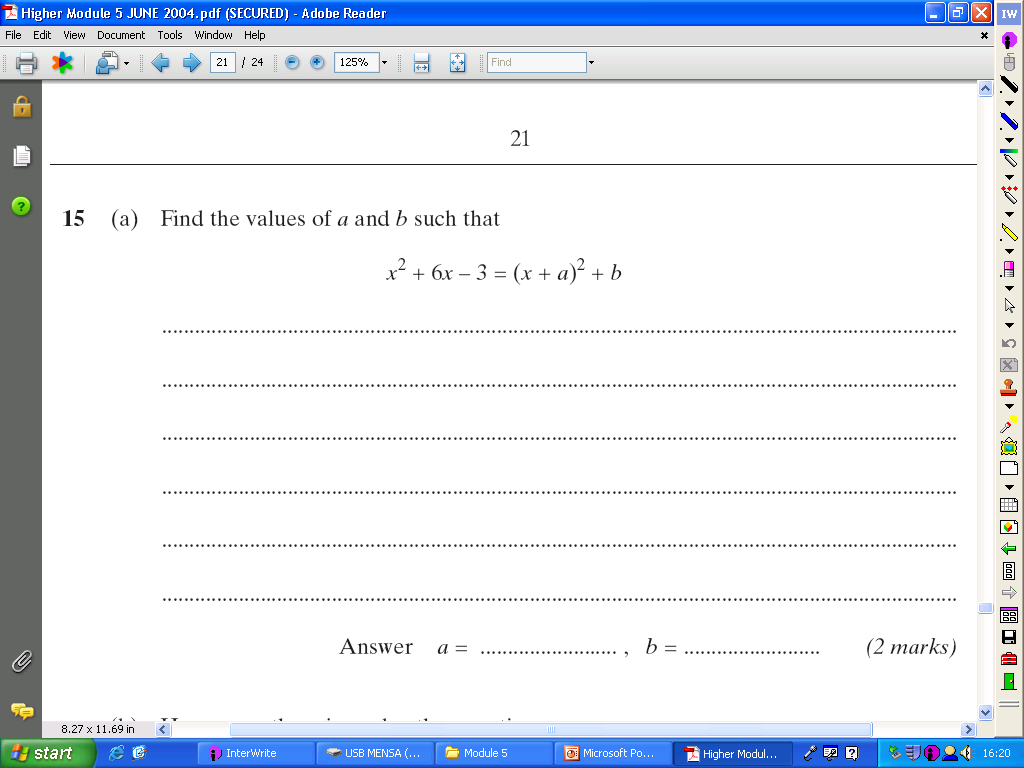 Higher Module 5 JUNE 2004.pdf (SECURED) - Adobe Reader
IW
File Edit View Document Tools Window Help
21 / 24 125% Find
21
15 (a) Find the values of a and b such that
x² + 6x – 3 = (x + a)² + b
Answer a = ........................ , b = ........................ (2 marks)
8.27 x 11.69 in
start InterWrite USB MENSA (... Module 5 Microsoft Po... Higher Modul... 16:20